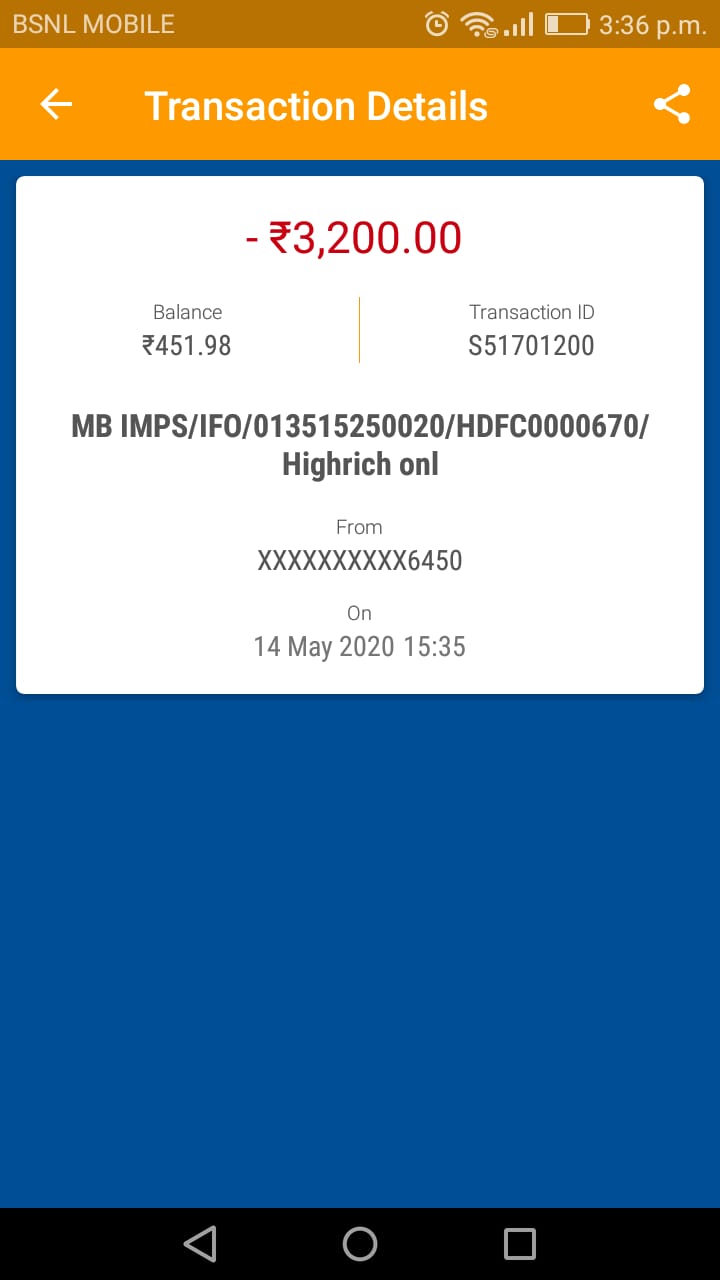 BSNL MOBILE 3:36 p.m.
Transaction Details
- ₹3,200.00
Balance Transaction ID
₹451.98 S51701200
MB IMPS/IFO/013515250020/HDFC0000670/
Highrich onl
From
XXXXXXXXXX6450
On
14 May 2020 15:35